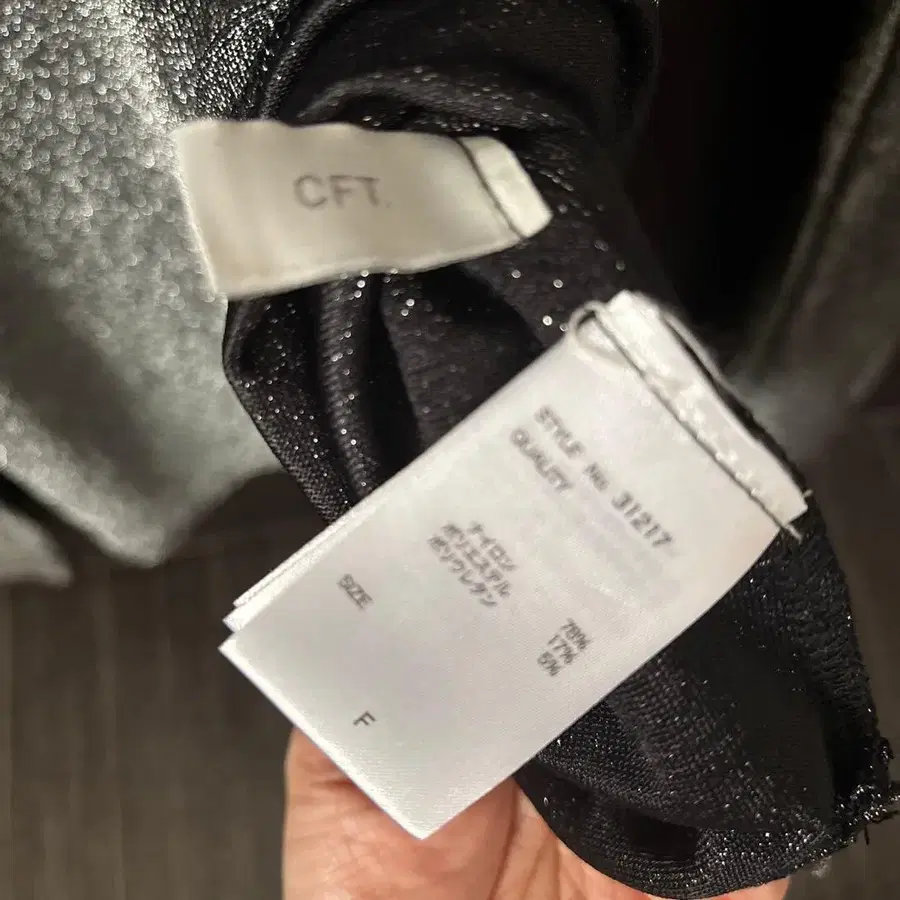 CFT.
STYLE No. 31217
QUALITY
ナイロン 78%
ポリエステル 17%
ポリウレタン 5%
SIZE F